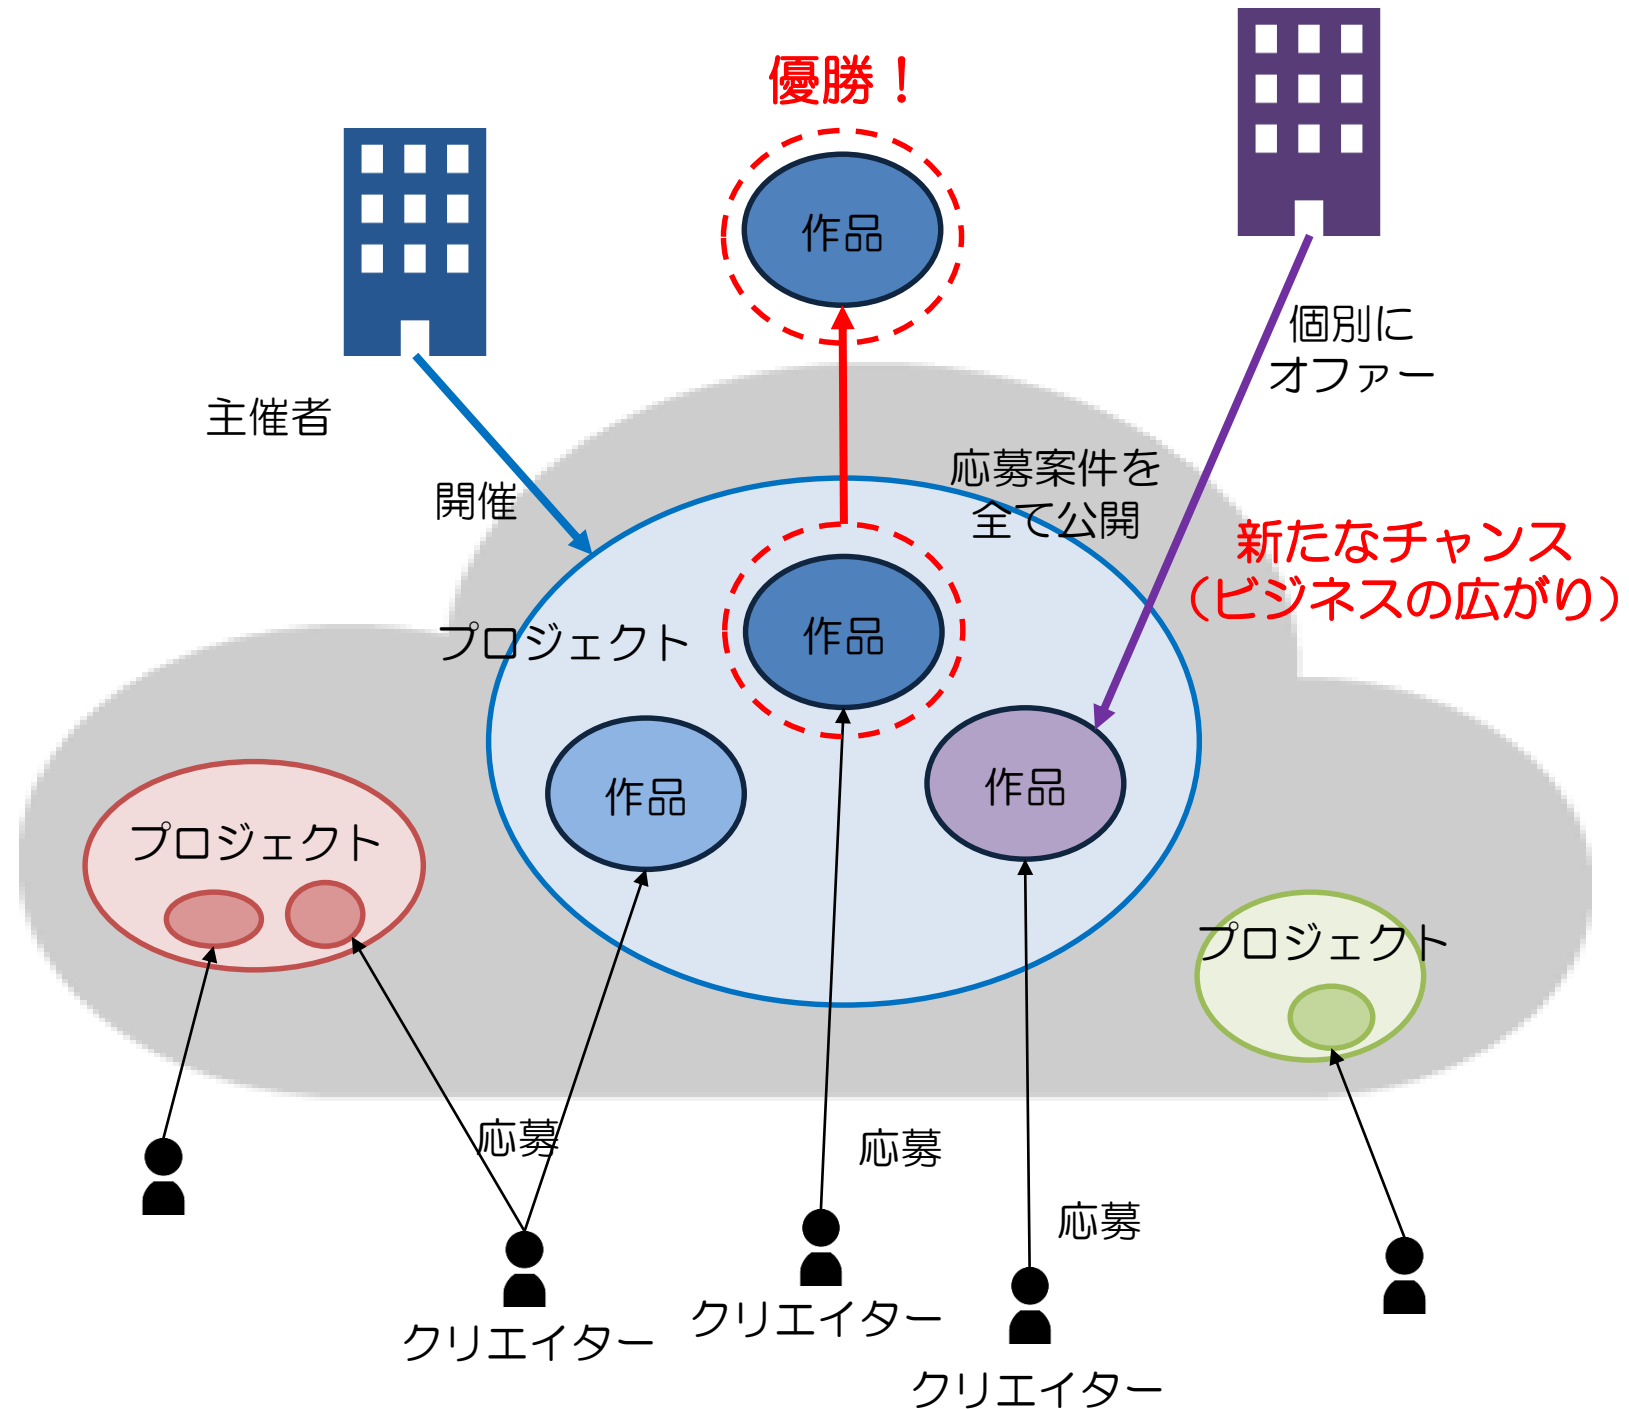 優勝！
作品
個別に
オファー
主催者
開催
応募案件を
全て公開
新たなチャンス
（ビジネスの広がり）
プロジェクト
作品
作品
作品
プロジェクト
プロジェクト
応募
応募
応募
クリエイター
クリエイター
クリエイター